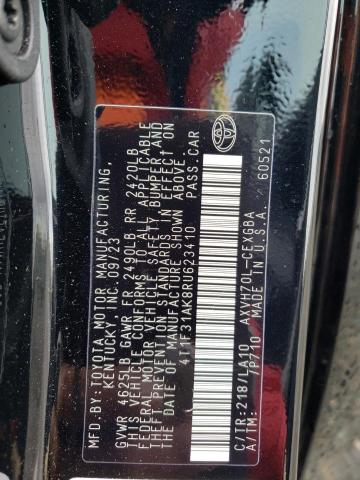 MFD BY:TOYOTA MOTOR MANUFACTURING,
KENTUCKY, INC. 09/23
GVWR 4625LB GAWR FR 2490LB RR 2420LB
THIS VEHICLE CONFORMS TO ALL APPLICABLE
FEDERAL MOTOR VEHICLE SAFETY, BUMPER, AND
THEFT PREVENTION STANDARDS IN EFFECT ON
THE DATE OF MANUFACTURE SHOWN ABOVE.
4T1MF31AK8RU623410 PASS.CAR
C/TR:218/LA10 AXVH70L-CEXGBA
A/TM: -/P710 MADE IN U.S.A. 60521